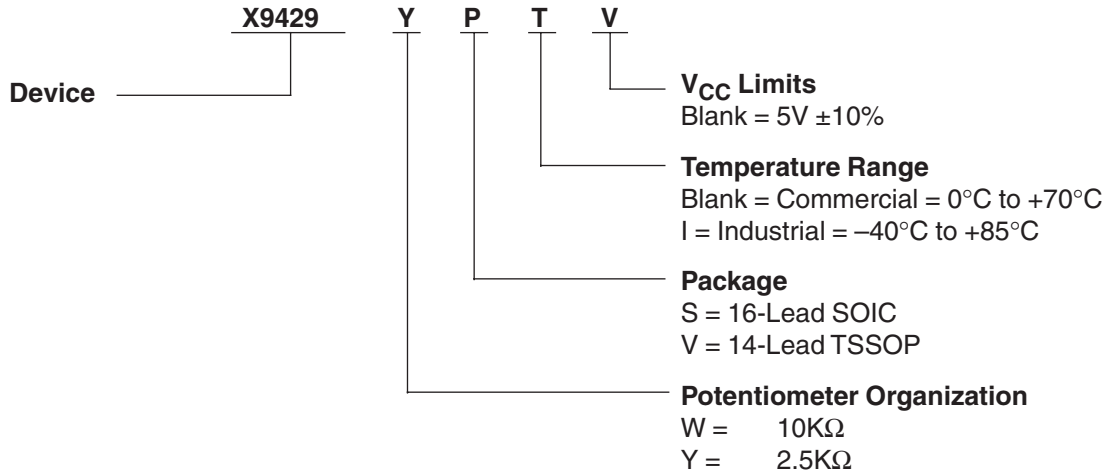 X9429 Y P T V
Device
VCC Limits
Blank = 5V ±10%
Temperature Range
Blank = Commercial = 0°C to +70°C
I = Industrial = –40°C to +85°C
Package
S = 16-Lead SOIC
V = 14-Lead TSSOP
Potentiometer Organization
W = 10KΩ
Y = 2.5KΩ